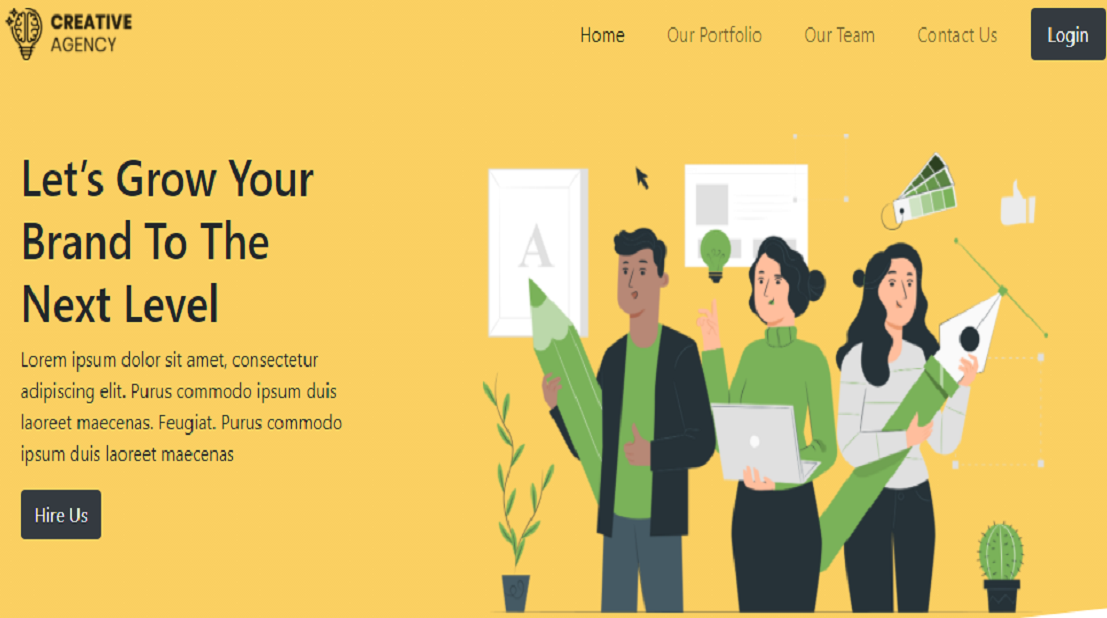 CREATIVE
AGENCY
Home Our Portfolio Our Team Contact Us Login
Let's Grow Your
Brand To The
Next Level
Lorem ipsum dolor sit amet, consectetur
adipiscing elit. Purus commodo ipsum duis
laoreet maecenas. Feugiat. Purus commodo
ipsum duis laoreet maecenas
Hire Us
A